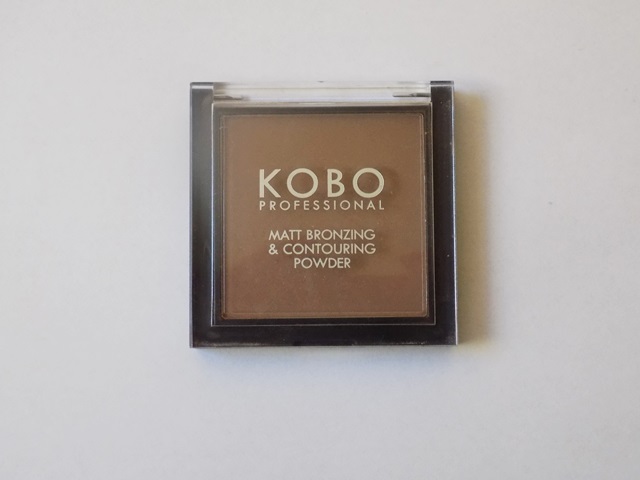 KOBO
PROFESSIONAL
MATT BRONZING
& CONTOURING
POWDER